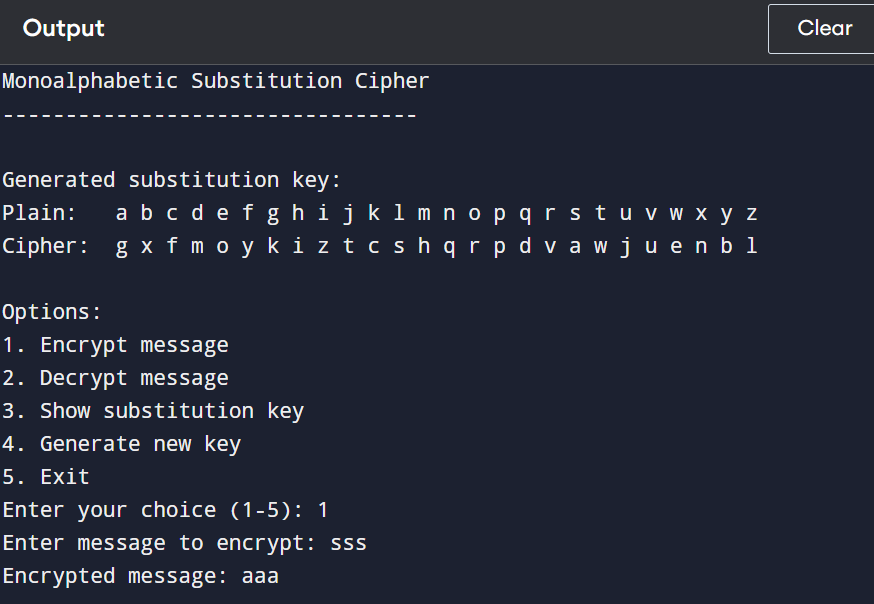 Output
Clear
Monoalphabetic Substitution Cipher
---------------------------------
Generated substitution key:
Plain:   a b c d e f g h i j k l m n o p q r s t u v w x y z
Cipher:  g x f m o y k i z t c s h q r p d v a w j u e n b l
Options:
1. Encrypt message
2. Decrypt message
3. Show substitution key
4. Generate new key
5. Exit
Enter your choice (1-5): 1
Enter message to encrypt: sss
Encrypted message: aaa